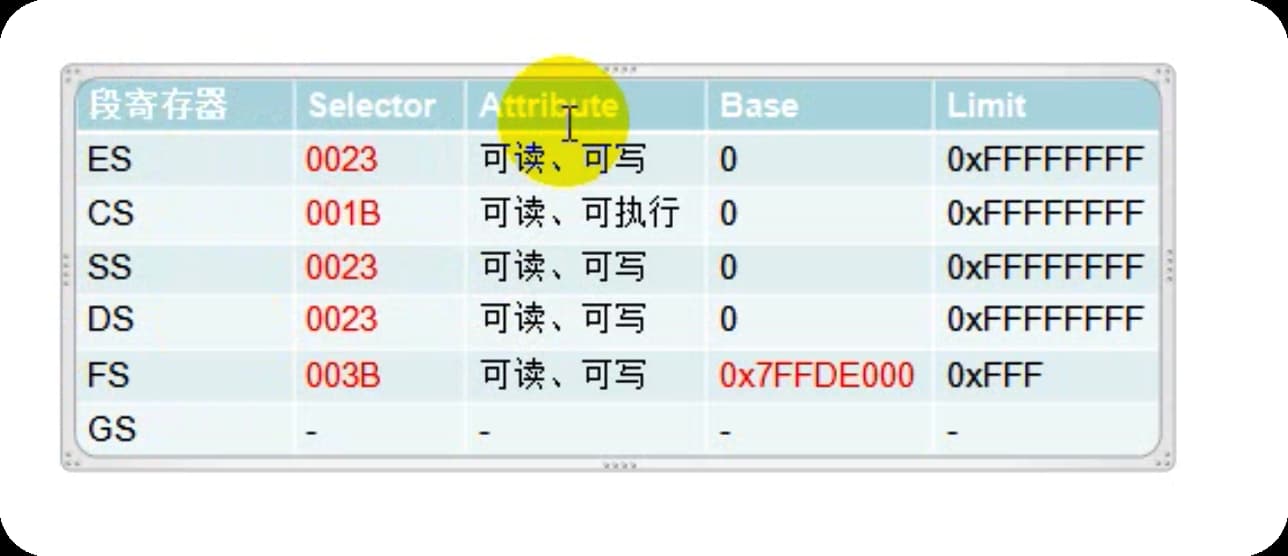 段寄存器 Selector Attribute Base Limit
ES 0023 可读、可写 0 0xFFFFFFFF
CS 001B 可读、可执行 0 0xFFFFFFFF
SS 0023 可读、可写 0 0xFFFFFFFF
DS 0023 可读、可写 0 0xFFFFFFFF
FS 003B 可读、可写 0x7FFDE000 0xFFF
GS - - - -